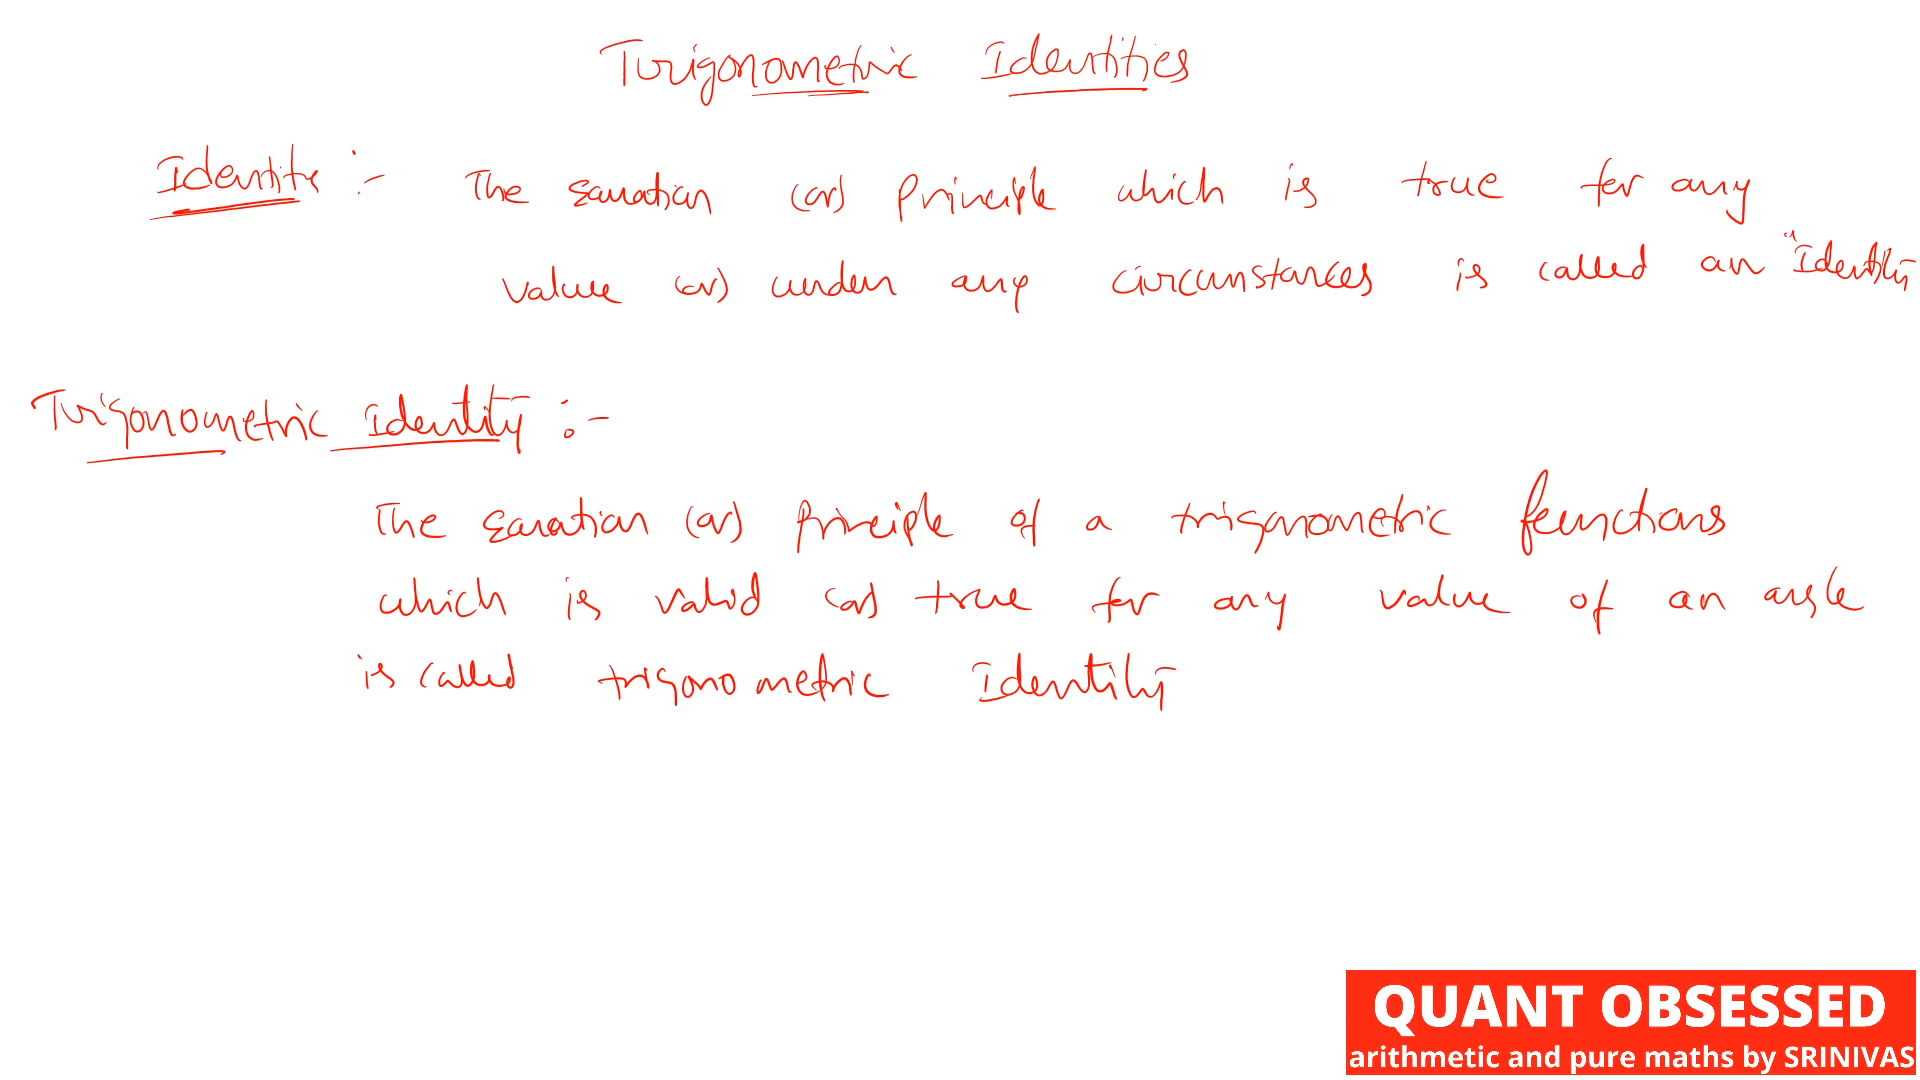 Trigonometric Identities
Identity :- The Equation (or) Principle which is true for any
value (or) under any circumstances is called an "Identity
Trigonometric Identity :-
The Equation (or) Principle of a trigonometric functions
which is valid (or) true for any value of an angle
is called trigonometric Identity
QUANT OBSESSED
arithmetic and pure maths by SRINIVAS